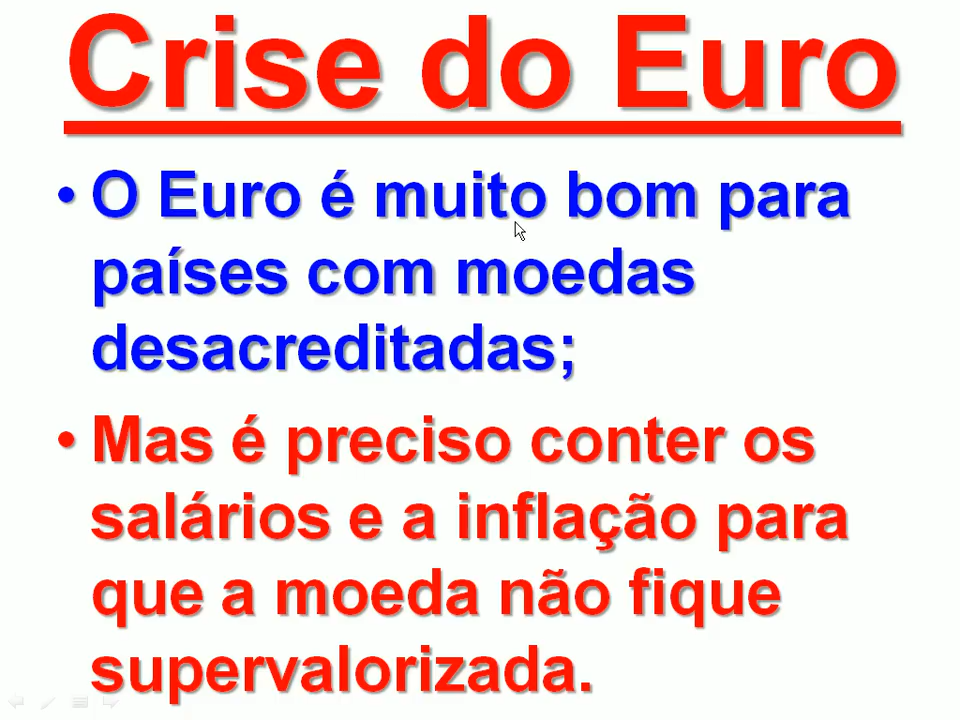 Crise do Euro
• O Euro é muito bom para
países com moedas
desacreditadas;
• Mas é preciso conter os
salários e a inflação para
que a moeda não fique
supervalorizada.